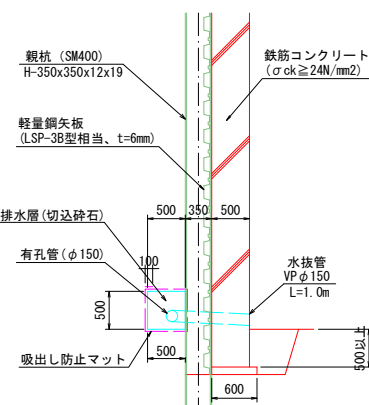 親杭 (SM400)
H-350x350x12x19
鉄筋コンクリート
(σck≧24N/mm2)
軽量鋼矢板
(LSP-3B型相当、t=6mm)
500
350
500
排水層(切込砕石)
100
有孔管(φ150)
水抜管
VPφ150
L=1.0m
500
500以上
500
吸出し防止マット
600